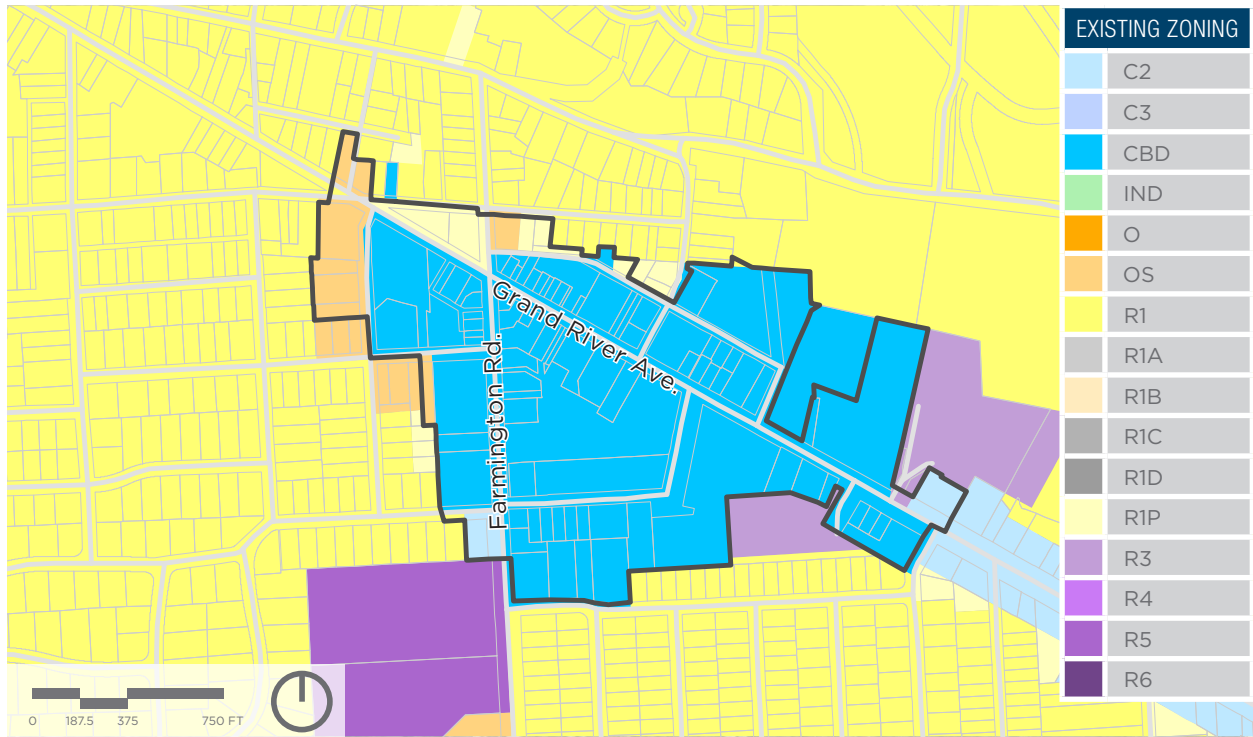 EXISTING ZONING
C2
C3
CBD
IND
O
OS
R1
R1A
R1B
R1C
R1D
R1P
R3
R4
R5
R6
Grand River Ave.
Farmington Rd.
0 187.5 375 750 FT